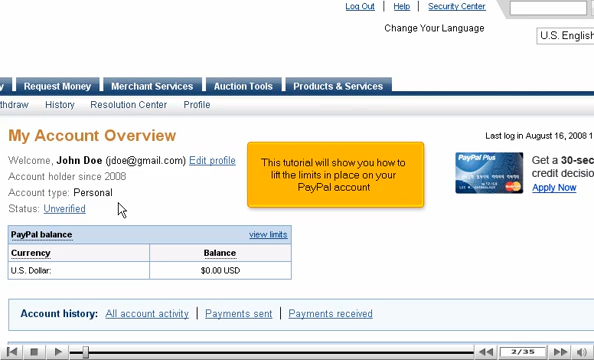 Log Out | Help | Security Center
Change Your Language
U.S. English
Request Money
Merchant Services
Auction Tools
Products & Services
History
Resolution Center
Profile
My Account Overview
Last log in August 16, 2008 1
Welcome, John Doe (jdoe@gmail.com) Edit profile
Account holder since 2008
Account type: Personal
Status: Unverified
This tutorial will show you how to
lift the limits in place on your
PayPal account
PayPal Plus
Get a 30-sec
credit decisio
Apply Now
PayPal balance
view limits
Currency
Balance
U.S. Dollar:
$0.00 USD
Account history: All account activity | Payments sent | Payments received
2/35